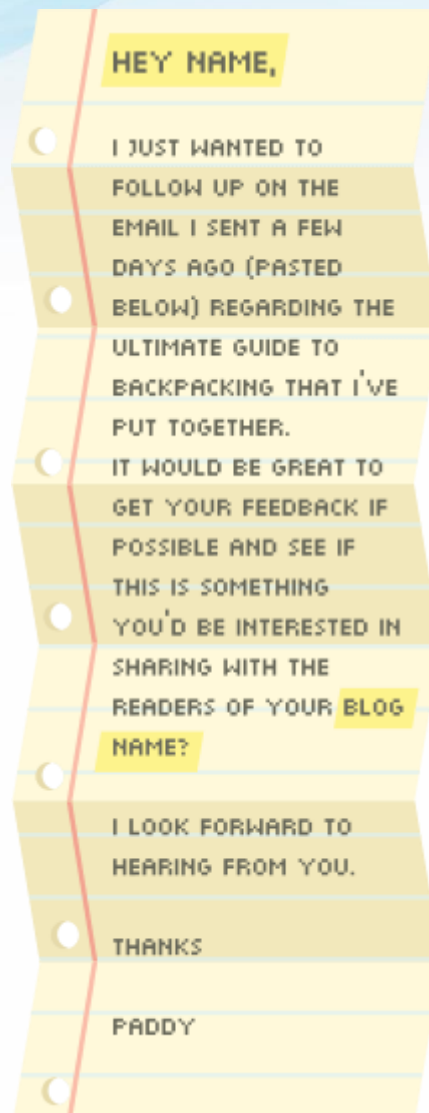 HEY NAME,
I JUST WANTED TO
FOLLOW UP ON THE
EMAIL I SENT A FEW
DAYS AGO (PASTED
BELOW) REGARDING THE
ULTIMATE GUIDE TO
BACKPACKING THAT I'VE
PUT TOGETHER.
IT WOULD BE GREAT TO
GET YOUR FEEDBACK IF
POSSIBLE AND SEE IF
THIS IS SOMETHING
YOU'D BE INTERESTED IN
SHARING WITH THE
READERS OF YOUR BLOG
NAME?
I LOOK FORWARD TO
HEARING FROM YOU.
THANKS
PADDY